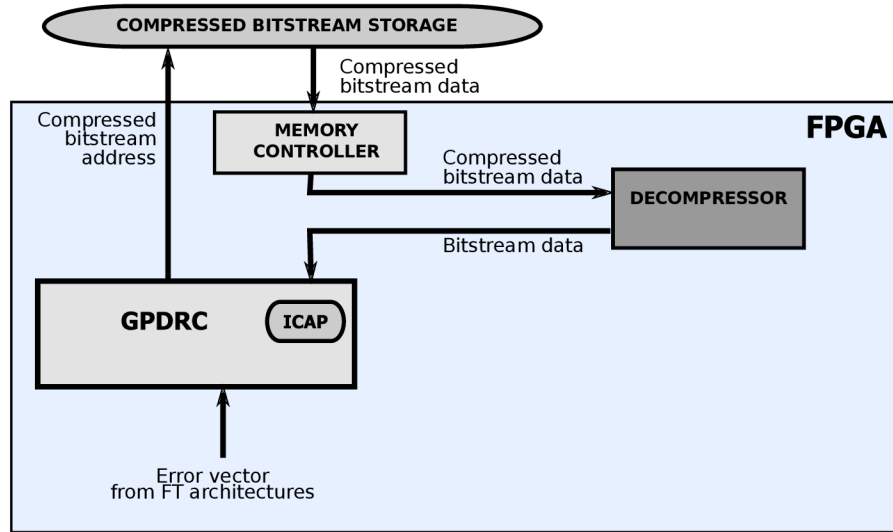 COMPRESSED BITSTREAM STORAGE
Compressed
bitstream data
Compressed
bitstream
address
MEMORY
CONTROLLER
FPGA
Compressed
bitstream data
DECOMPRESSOR
Bitstream data
GPDRC
ICAP
Error vector
from FT architectures